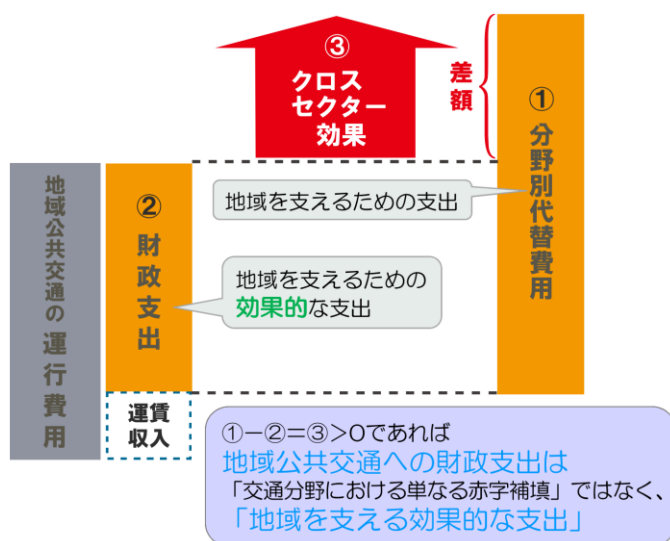 ③
クロス
セクター
効果
差額
①分野別代替費用
地域公共交通の運行費用
②財政支出
地域を支えるための支出
地域を支えるための
効果的な支出
運賃
収入
①−②=③>0であれば
地域公共交通への財政支出は
「交通分野における単なる赤字補填」ではなく、
「地域を支える効果的な支出」